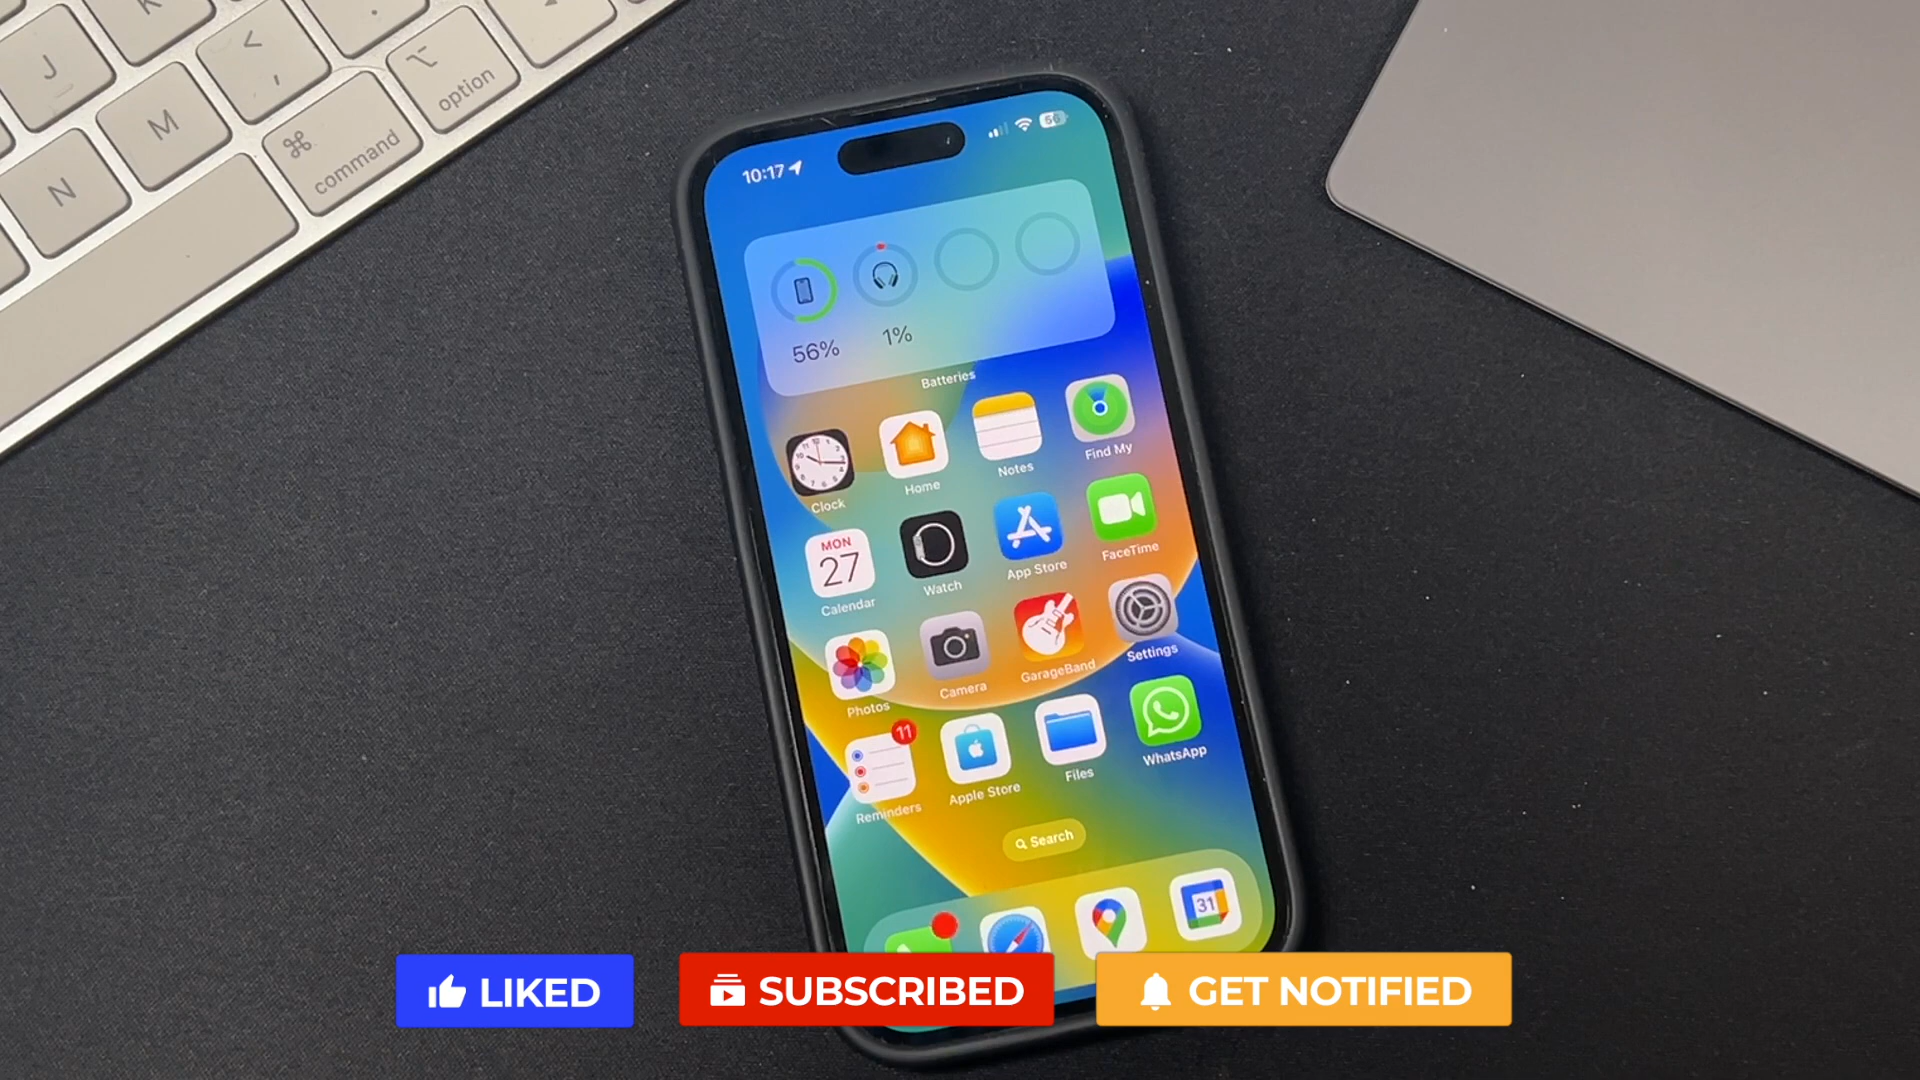 J
K
<
,
.
M
N
⌘
command
⌥
option
10:17
56
56%
1%
Batteries
Clock
Home
Notes
Find My
MON
27
Calendar
Watch
App Store
FaceTime
Photos
Camera
GarageBand
Settings
11
Reminders
Apple Store
Files
WhatsApp
Search
31
LIKED
SUBSCRIBED
GET NOTIFIED